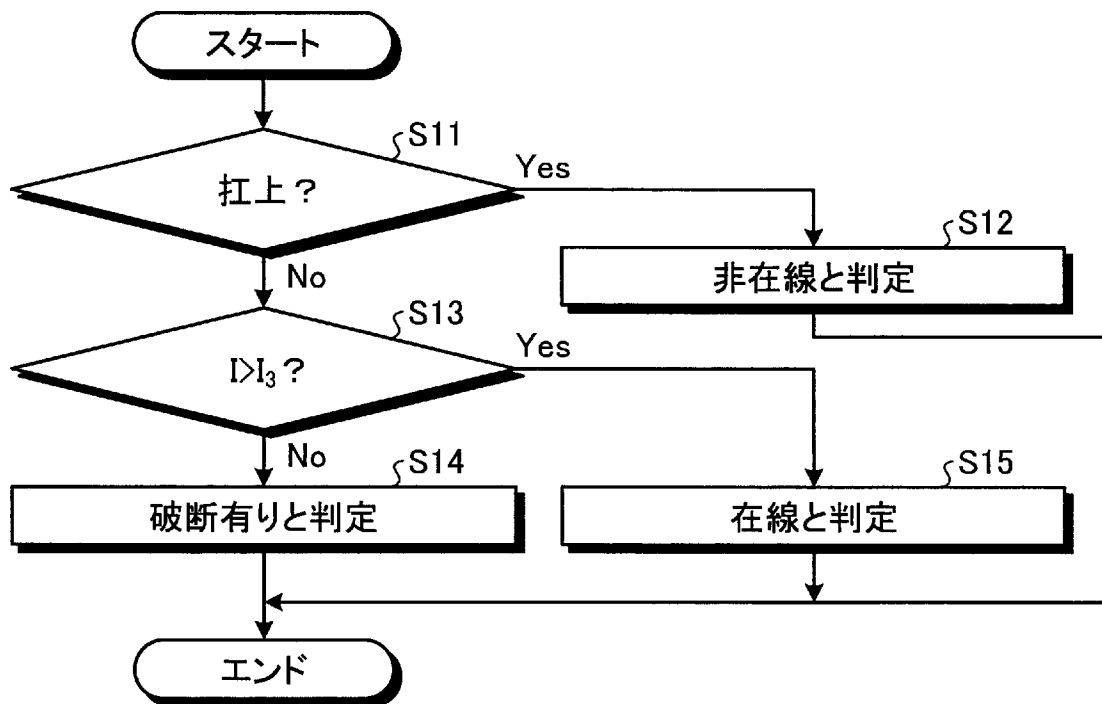 スタート
S11
扛上？
Yes
S12
非在線と判定
No
S13
I>I₃？
Yes
No
S14
破断有りと判定
S15
在線と判定
エンド